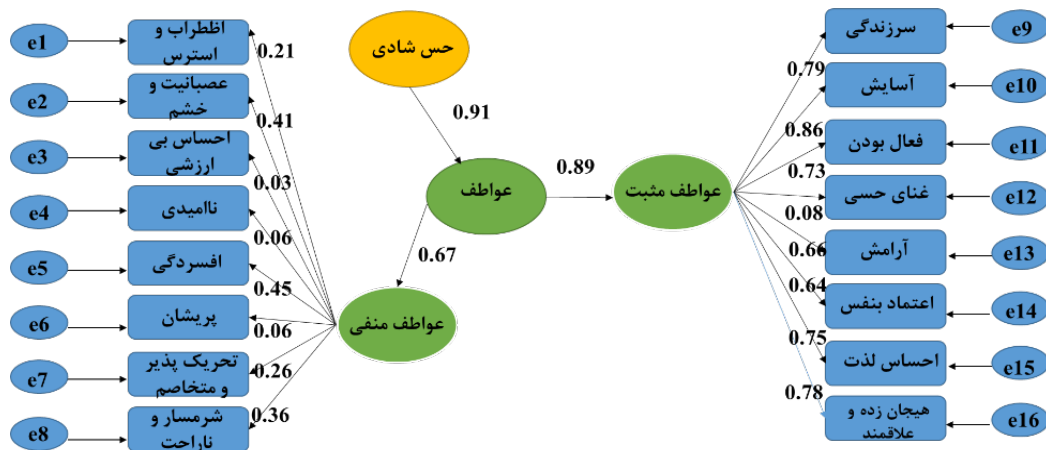 e1
اظطراب و
استرس
0.21
e2
عصبانیت و
خشم
0.41
e3
احساس بی
ارزشی
0.03
e4
ناامیدی
0.06
e5
افسردگی
0.45
e6
پریشان
0.06
e7
تحریک پذیر
و متخاصم
0.26
e8
شرمسار و
ناراحت
0.36
حس شادی
0.91
عواطف
0.89
0.67
عواطف منفی
عواطف مثبت
سرزندگی
e9
0.79
آسایش
e10
0.86
فعال بودن
e11
0.73
غنای حسی
e12
0.08
آرامش
e13
0.66
اعتماد بنفس
e14
0.64
احساس لذت
e15
0.75
هیجان زده و
علاقمند
e16
0.78